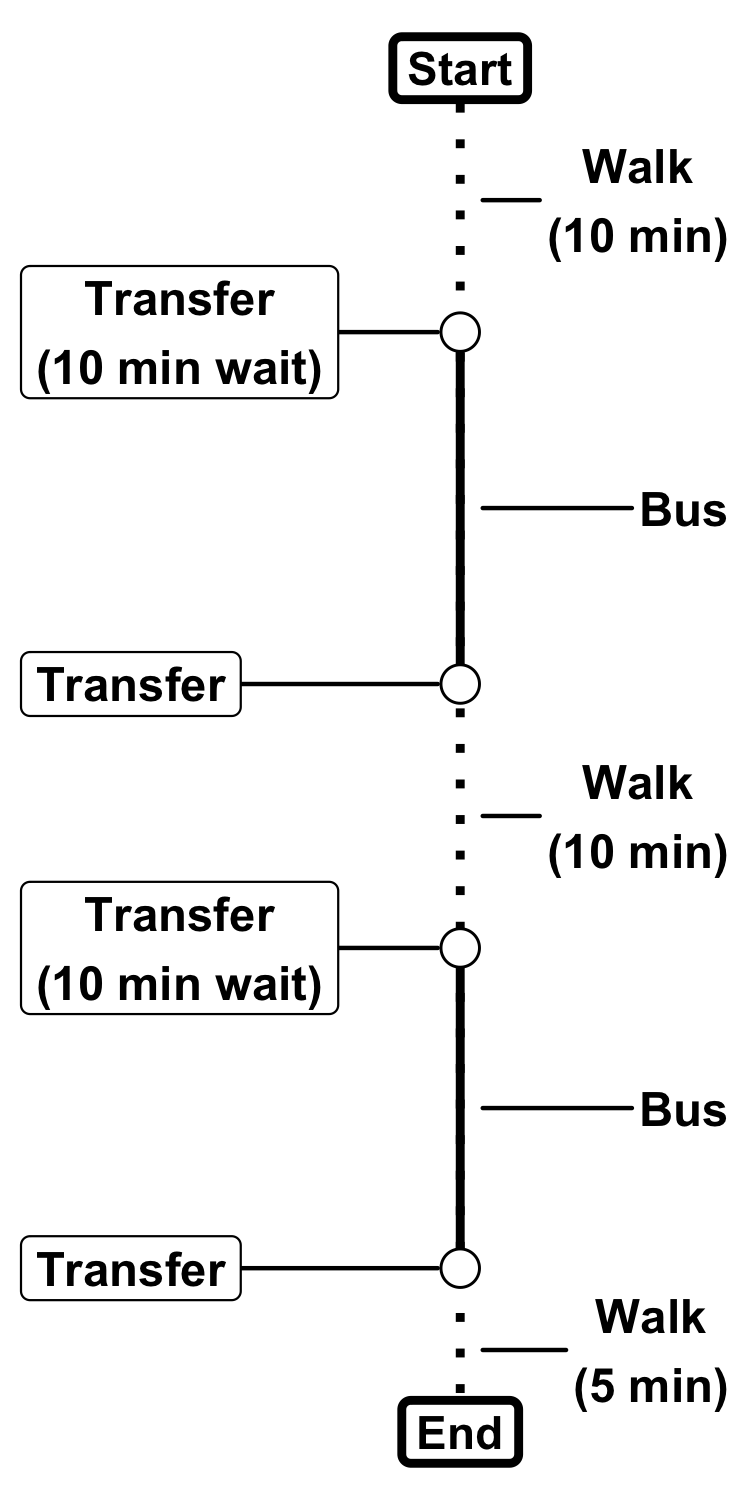 Start
Walk
(10 min)
Transfer
(10 min wait)
Bus
Transfer
Walk
(10 min)
Transfer
(10 min wait)
Bus
Transfer
Walk
(5 min)
End